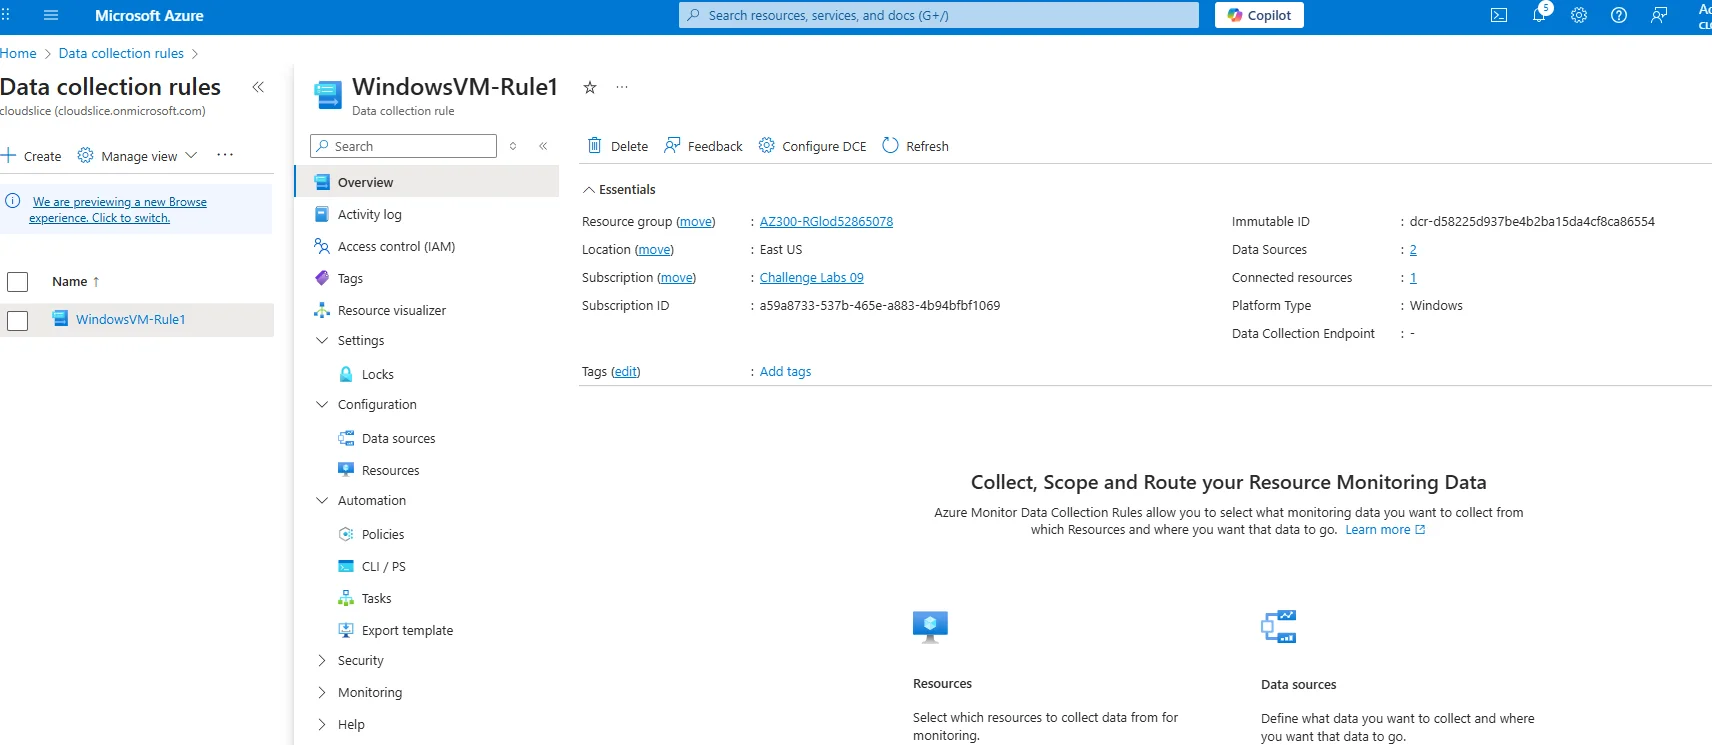 Microsoft Azure
Search resources, services, and docs (G+/)
Copilot
5
Home > Data collection rules >
Data collection rules
cloudslice (cloudslice.onmicrosoft.com)
+ Create
Manage view
...
We are previewing a new Browse
experience. Click to switch.
Name ↑
WindowsVM-Rule1
WindowsVM-Rule1
...
Data collection rule
Search
Overview
Activity log
Access control (IAM)
Tags
Resource visualizer
Settings
Locks
Configuration
Data sources
Resources
Automation
Policies
CLI / PS
Tasks
Export template
Security
Monitoring
Help
Delete
Feedback
Configure DCE
Refresh
Essentials
Resource group (move) : AZ300-RGlod52865078
Location (move) : East US
Subscription (move) : Challenge Labs 09
Subscription ID : a59a8733-537b-465e-a883-4b94bfbf1069
Immutable ID : dcr-d58225d937be4b2ba15da4cf8ca86554
Data Sources : 2
Connected resources : 1
Platform Type : Windows
Data Collection Endpoint : -
Tags (edit) : Add tags
Collect, Scope and Route your Resource Monitoring Data
Azure Monitor Data Collection Rules allow you to select what monitoring data you want to collect from
which Resources and where you want that data to go. Learn more
Resources
Select which resources to collect data from for
monitoring.
Data sources
Define what data you want to collect and where
you want that data to go.